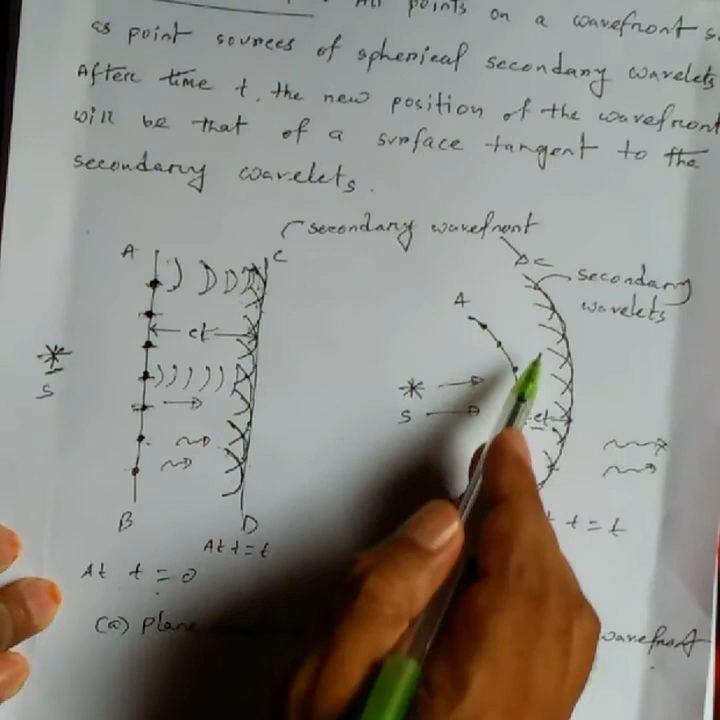 All points on a wavefront
as point sources of spherical secondary wavelets
After time t, the new position of the wavefront
will be that of a surface tangent to the
secondary wavelets.
secondary wavefront
A
C
C
secondary
wavelets
A
ct
S
S
ct
B
D
At t = t
t = t
At t = 0
(a) plane
wavefront